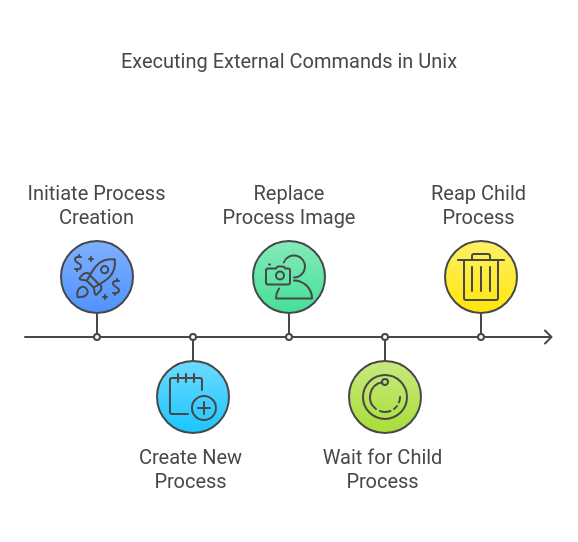 Executing External Commands in Unix
Initiate Process
Creation
Replace
Process Image
Reap Child
Process
$
$
Create New
Process
Wait for Child
Process